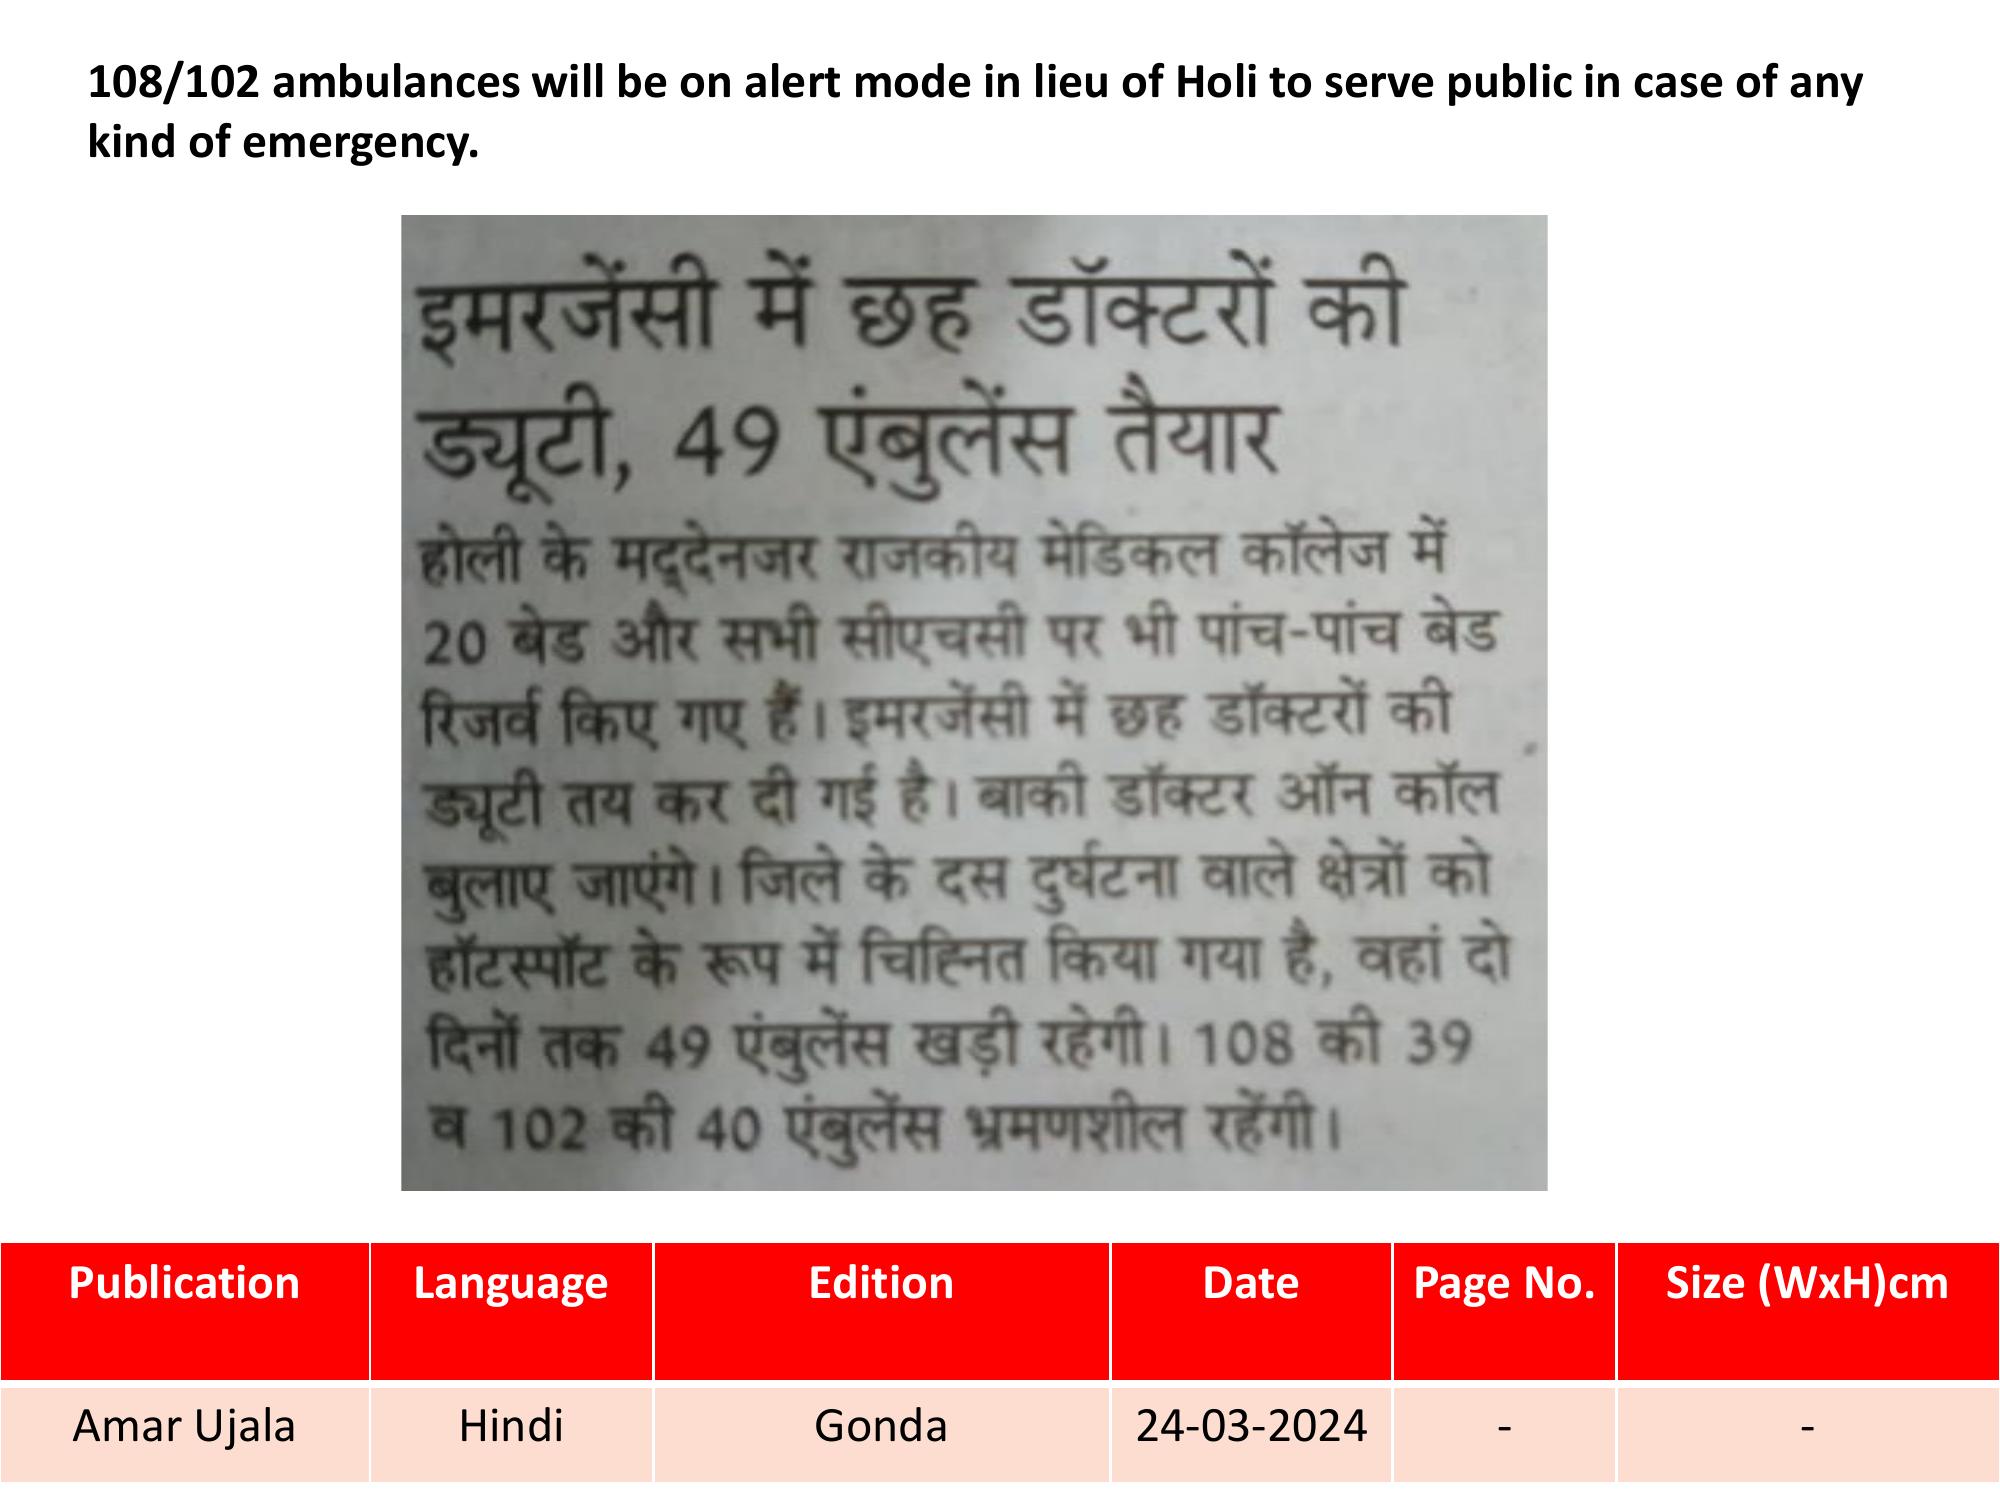 108/102 ambulances will be on alert mode in lieu of Holi to serve public in case of any
kind of emergency.
इमरजेंसी में छह डॉक्टरों की
ड्यूटी, 49 एंबुलेंस तैयार
होली के मद्देनजर राजकीय मेडिकल कॉलेज में
20 बेड और सभी सीएचसी पर भी पांच-पांच बेड
रिजर्व किए गए हैं। इमरजेंसी में छह डॉक्टरों की
ड्यूटी तय कर दी गई है। बाकी डॉक्टर ऑन कॉल
बुलाए जाएंगे। जिले के दस दुर्घटना वाले क्षेत्रों को
हॉटस्पॉट के रूप में चिह्नित किया गया है, वहां दो
दिनों तक 49 एंबुलेंस खड़ी रहेगी। 108 की 39
व 102 की 40 एंबुलेंस भ्रमणशील रहेंगी।
Publication Language Edition Date Page No. Size (WxH)cm
Amar Ujala Hindi Gonda 24-03-2024 - -